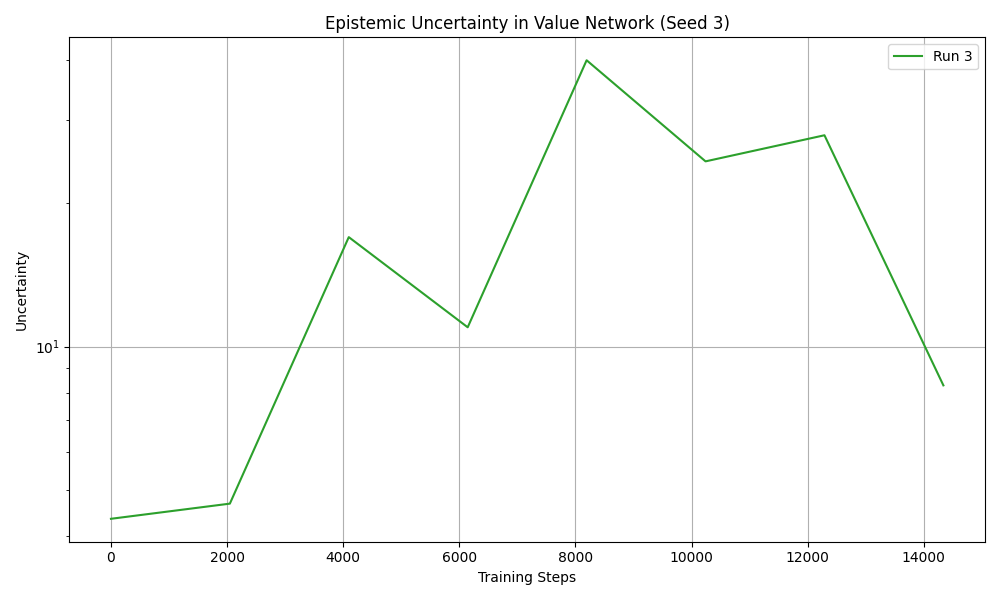 Epistemic Uncertainty in Value Network (Seed 3)
Run 3
Uncertainty
10¹
0 2000 4000 6000 8000 10000 12000 14000
Training Steps